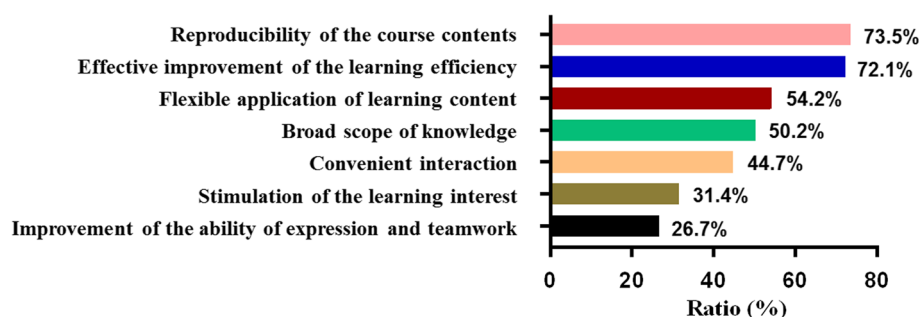 Reproducibility of the course contents 73.5%
Effective improvement of the learning efficiency 72.1%
Flexible application of learning content 54.2%
Broad scope of knowledge 50.2%
Convenient interaction 44.7%
Stimulation of the learning interest 31.4%
Improvement of the ability of expression and teamwork 26.7%
0 20 40 60 80
Ratio (%)